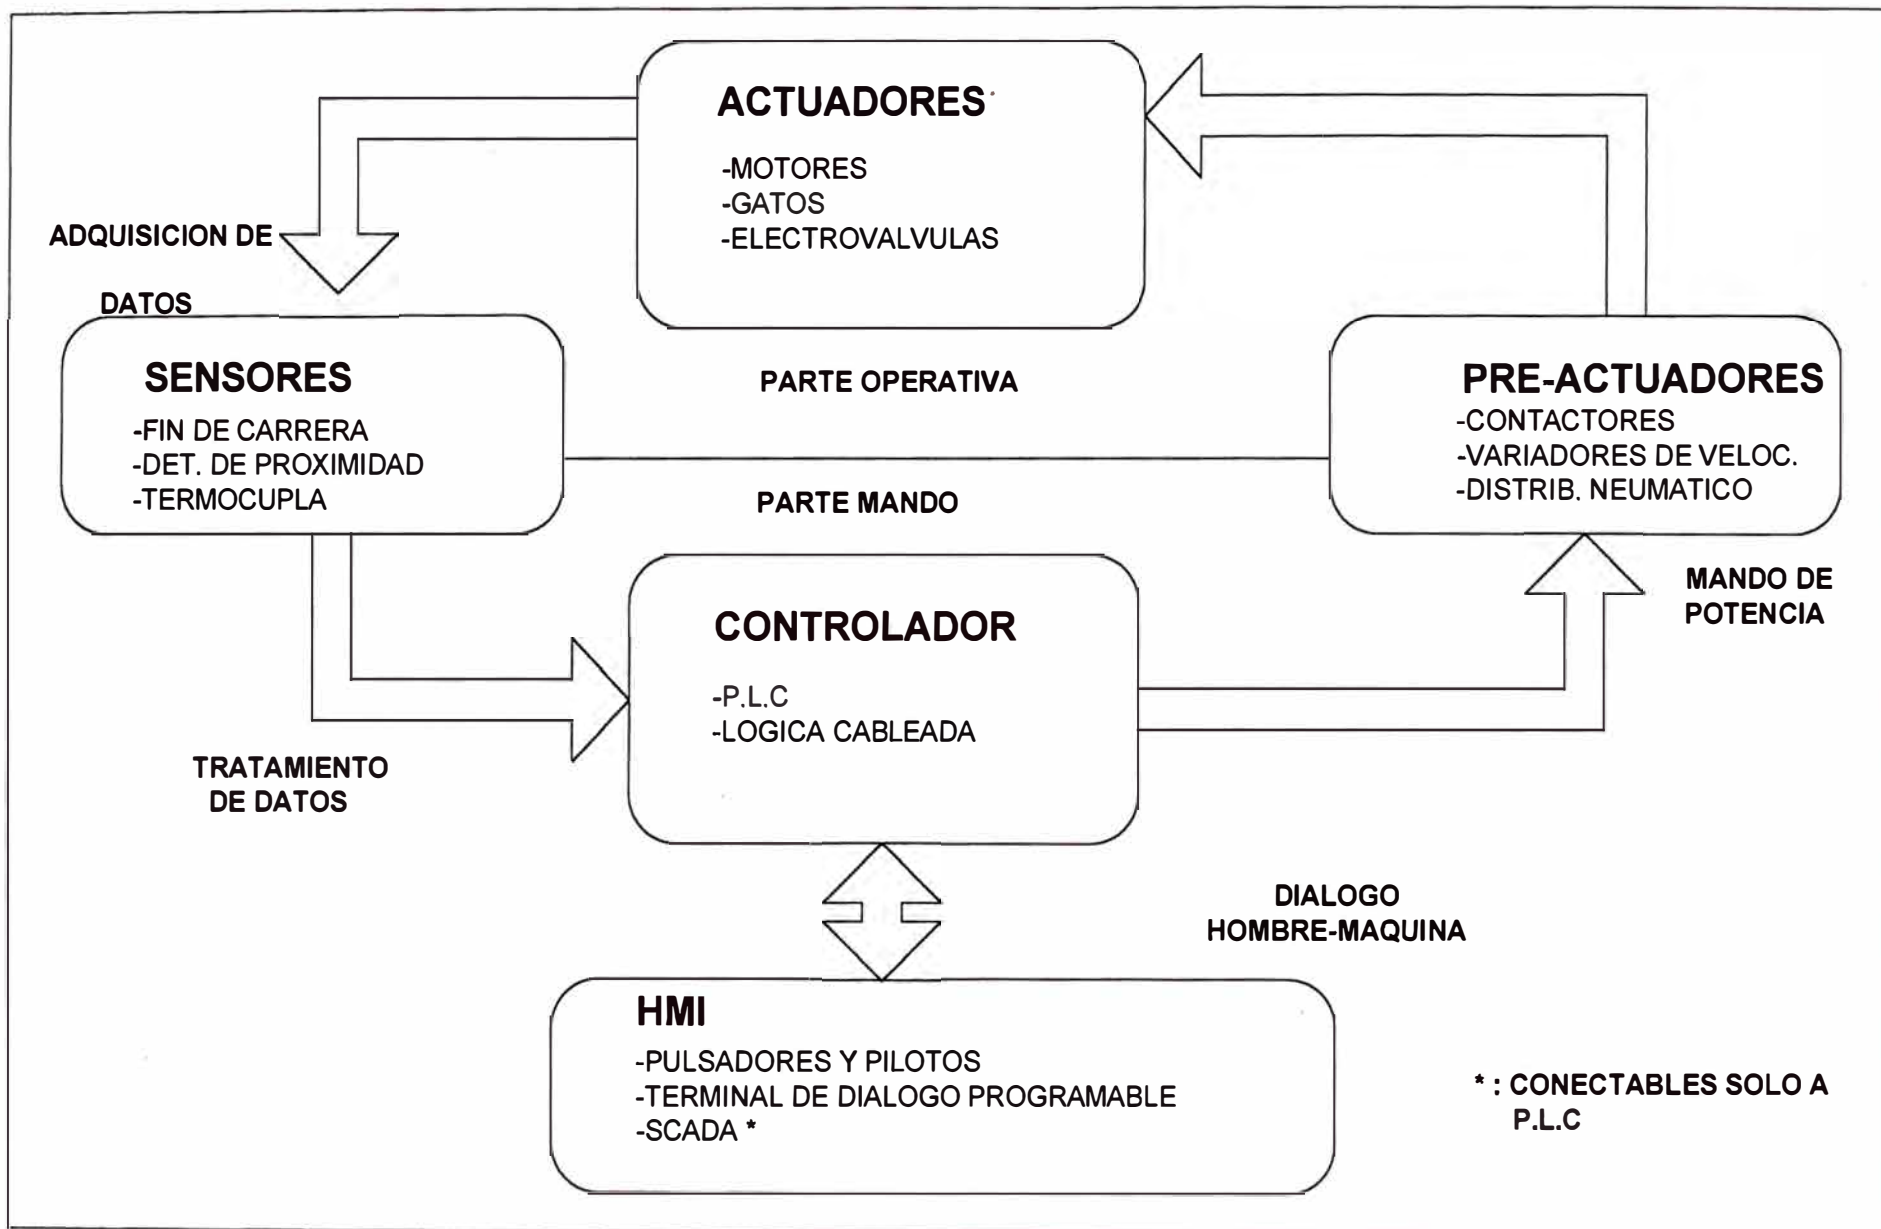 ACTUADORES
-MOTORES
-GATOS
-ELECTROVALVULAS
ADQUISICION DE
DATOS
SENSORES
-FIN DE CARRERA
-DET. DE PROXIMIDAD
-TERMOCUPLA
PARTE OPERATIVA
PARTE MANDO
PRE-ACTUADORES
-CONTACTORES
-VARIADORES DE VELOC.
-DISTRIB. NEUMATICO
MANDO DE
POTENCIA
CONTROLADOR
-P.L.C
-LOGICA CABLEADA
TRATAMIENTO
DE DATOS
DIALOGO
HOMBRE-MAQUINA
HMI
-PULSADORES Y PILOTOS
-TERMINAL DE DIALOGO PROGRAMABLE
-SCADA *
* : CONECTABLES SOLO A
P.L.C